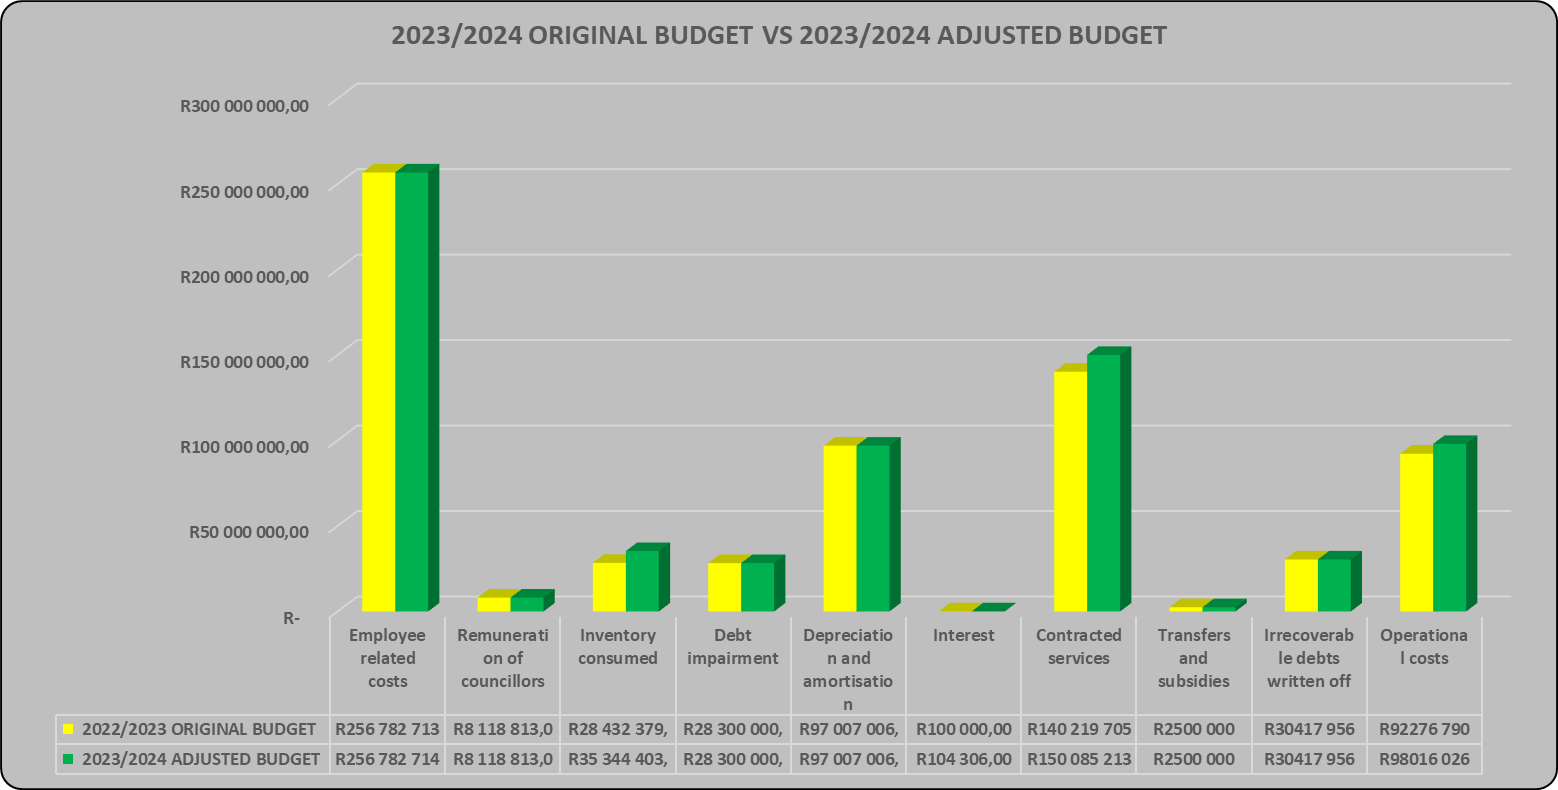 2023/2024 ORIGINAL BUDGET VS 2023/2024 ADJUSTED BUDGET
R300 000 000,00
R250 000 000,00
R200 000 000,00
R150 000 000,00
R100 000 000,00
R50 000 000,00
R-
Employee
related
costs
Remunerati
on of
councillors
Inventory
consumed
Debt
impairment
Depreciatio
n and
amortisatio
n
Interest
Contracted
services
Transfers
and
subsidies
Irrecoverab
le debts
written off
Operationa
l costs
2022/2023 ORIGINAL BUDGET R256 782 713 R8 118 813,0 R28 432 379, R28 300 000, R97 007 006, R100 000,00 R140 219 705 R2500 000 R30417 956 R92276 790
2023/2024 ADJUSTED BUDGET R256 782 714 R8 118 813,0 R35 344 403, R28 300 000, R97 007 006, R104 306,00 R150 085 213 R2500 000 R30417 956 R98016 026